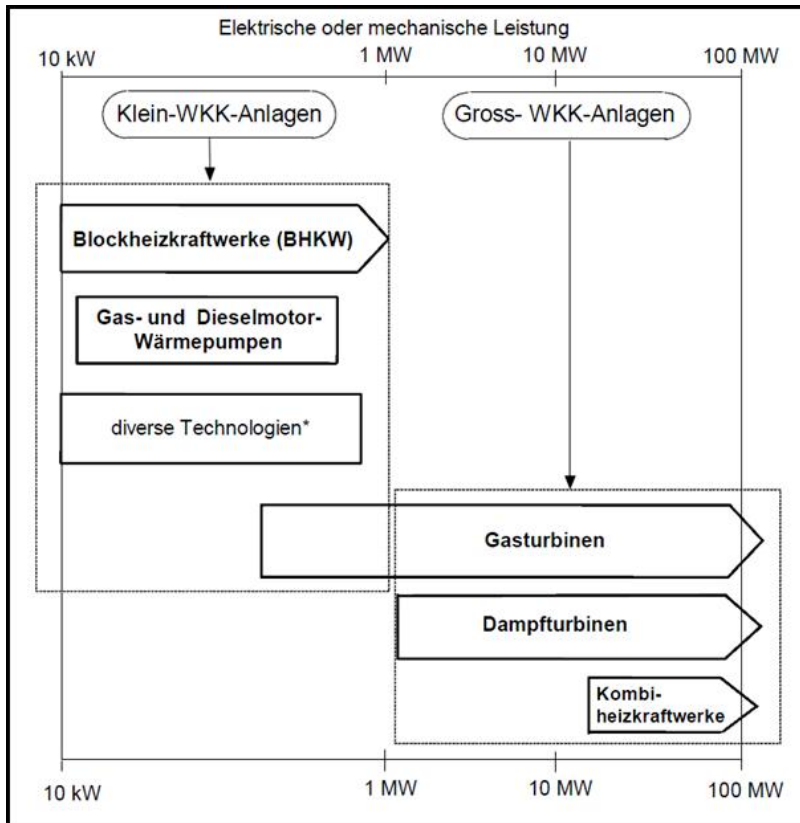 Elektrische oder mechanische Leistung
10 kW 1 MW 10 MW 100 MW
Klein-WKK-Anlagen
Gross- WKK-Anlagen
Blockheizkraftwerke (BHKW)
Gas- und Dieselmotor-
Wärmepumpen
diverse Technologien*
Gasturbinen
Dampfturbinen
Kombi-
heizkraftwerke
10 kW 1 MW 10 MW 100 MW